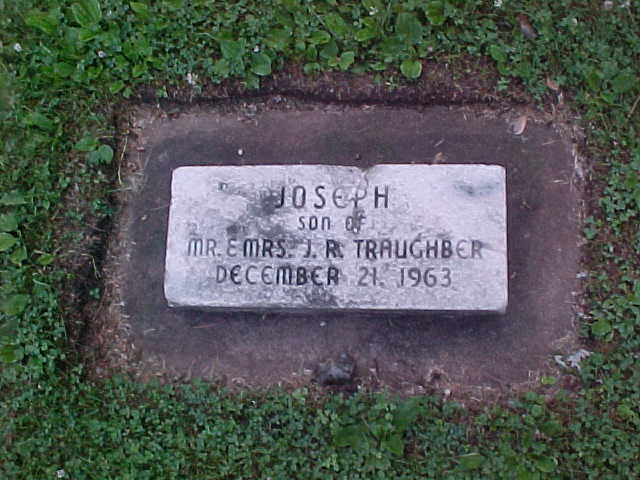 JOSEPH
SON OF
MR. & MRS. J. R. TRAUGHBER
DECEMBER 21. 1963